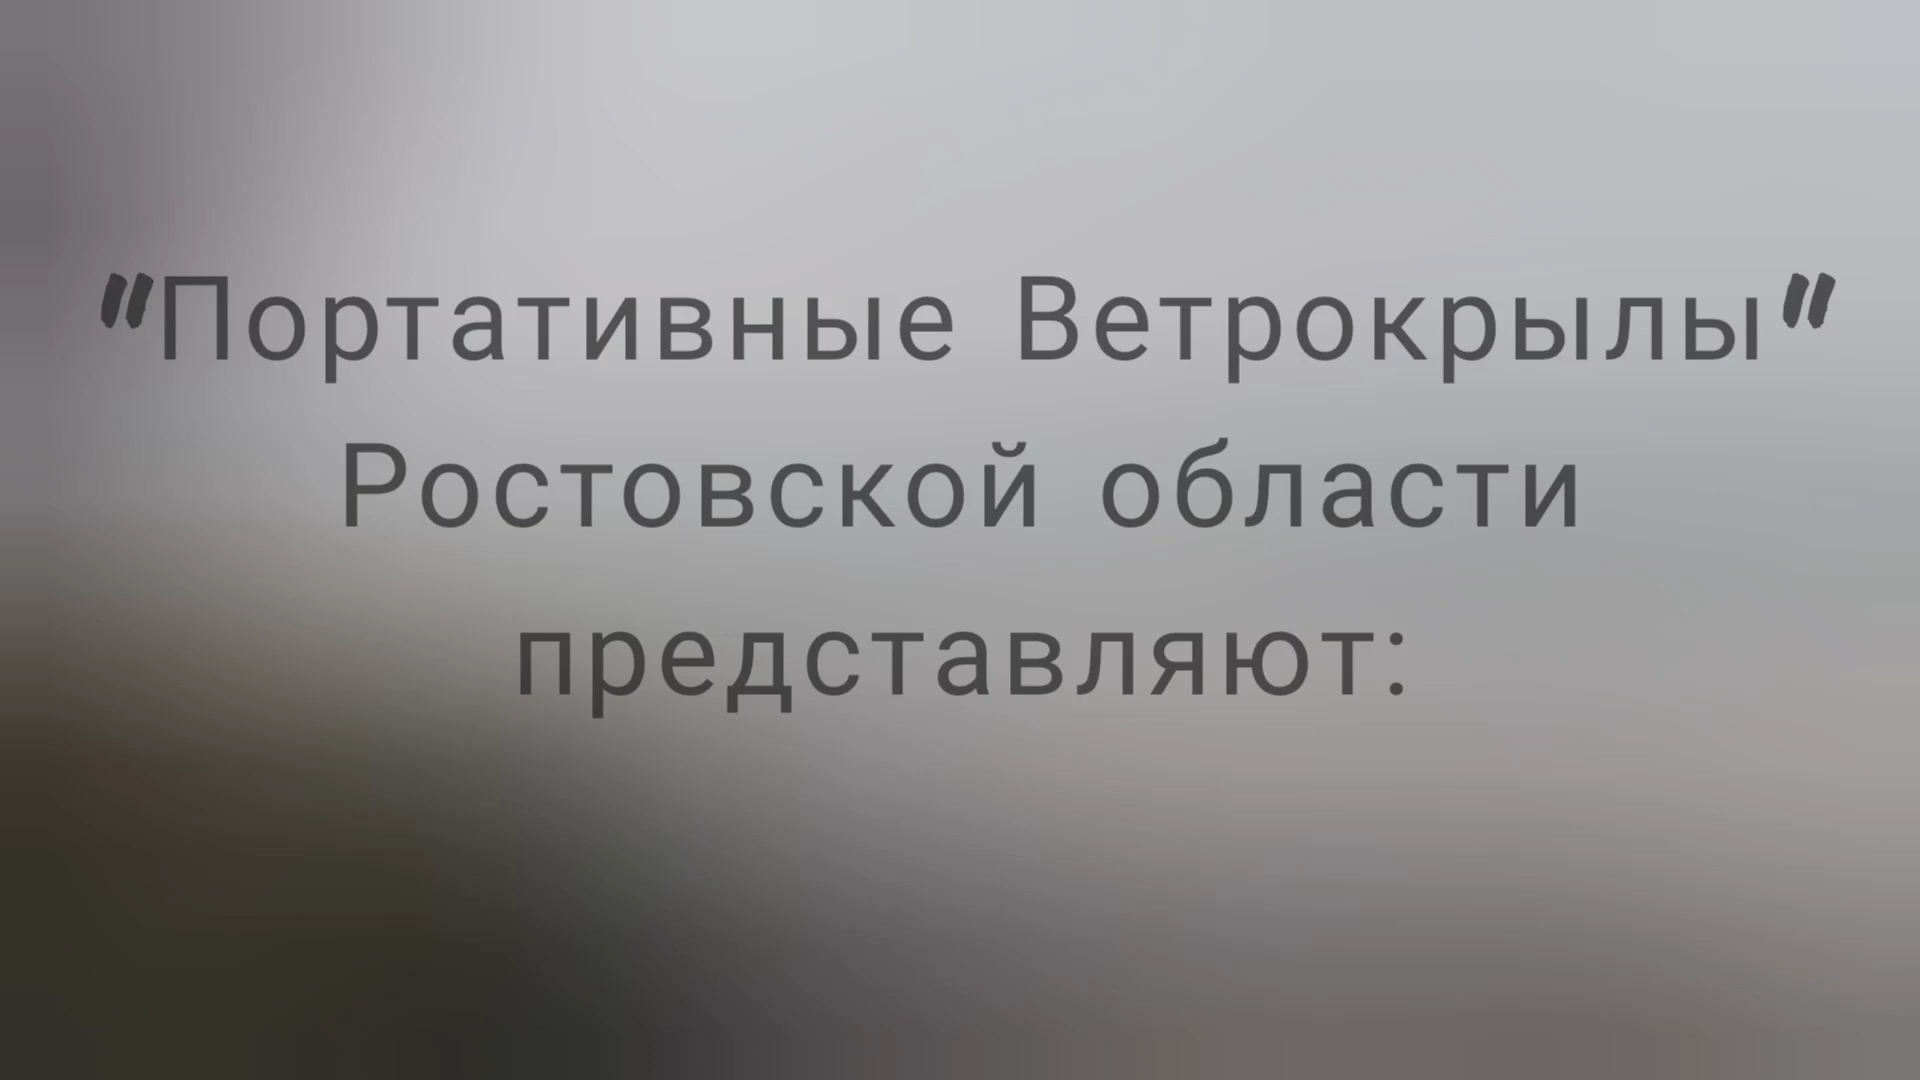 "Портативные Ветрокрылы"
Ростовской области
представляют: